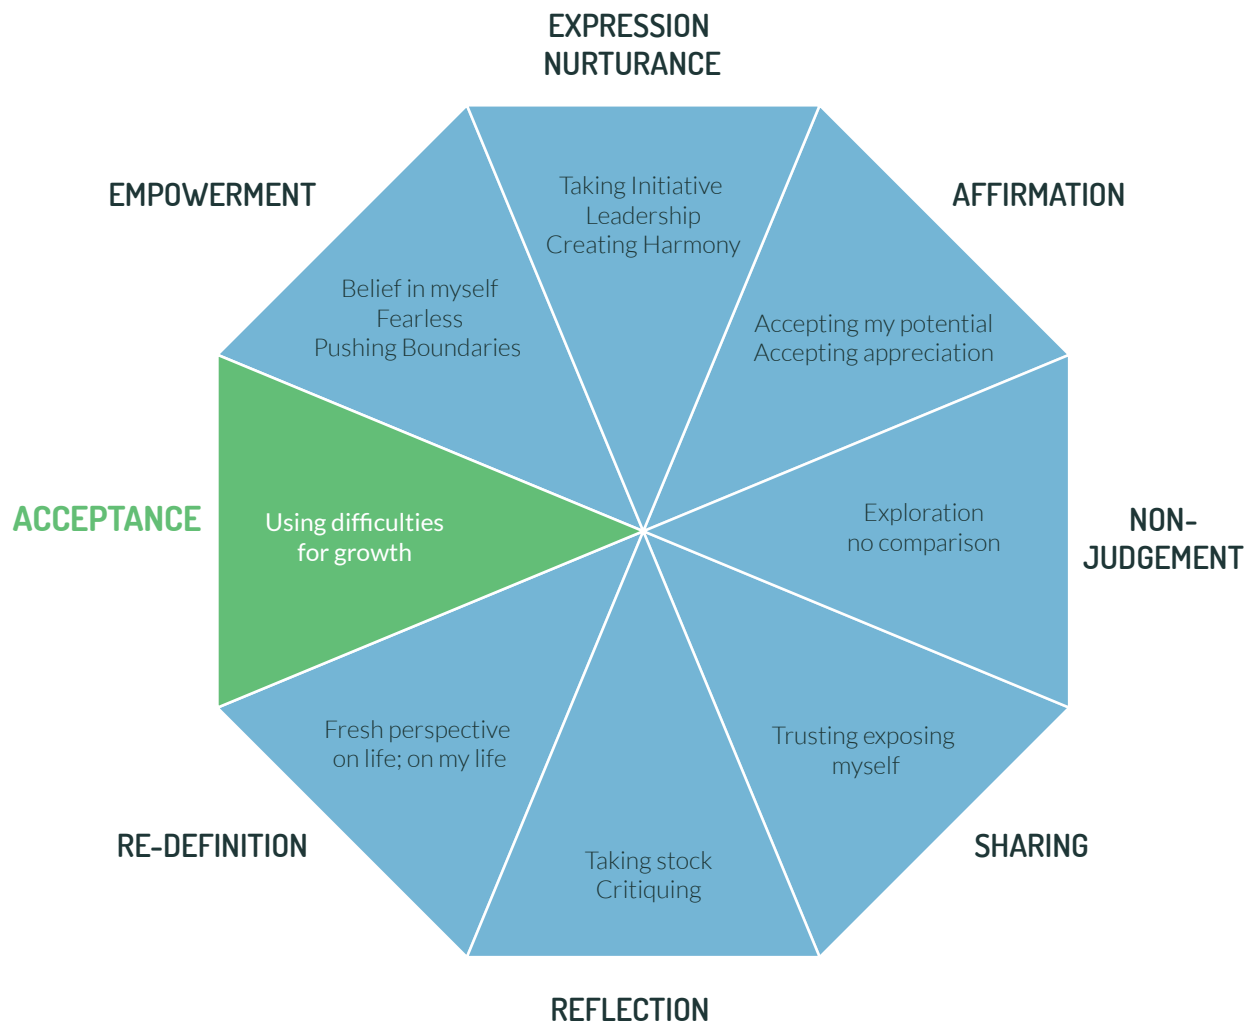 EXPRESSION
NURTURANCE
Taking Initiative
Leadership
Creating Harmony
AFFIRMATION
Accepting my potential
Accepting appreciation
NON-
JUDGEMENT
Exploration
no comparison
SHARING
Trusting exposing
myself
REFLECTION
Taking stock
Critiquing
RE-DEFINITION
Fresh perspective
on life; on my life
ACCEPTANCE
Using difficulties
for growth
EMPOWERMENT
Belief in myself
Fearless
Pushing Boundaries